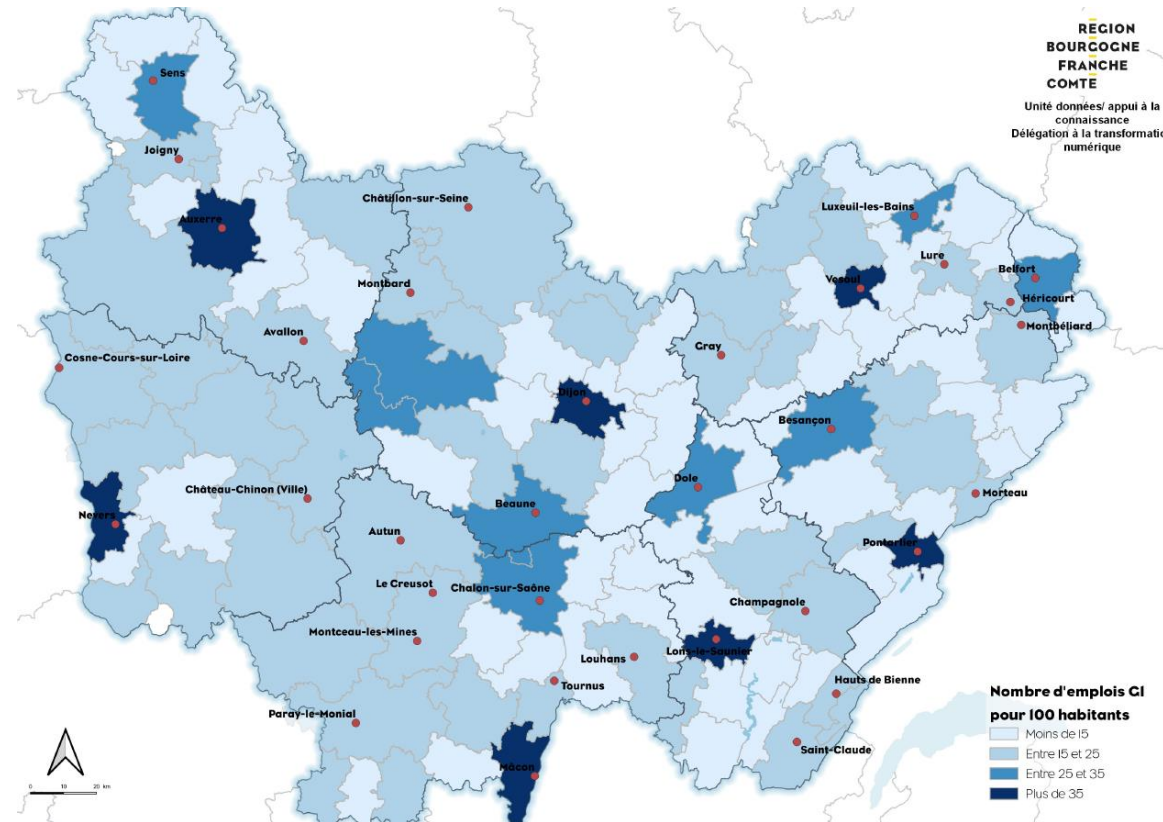 RÉGION
BOURGOGNE
FRANCHE
COMTÉ
Unité données/ appui à la
connaissance
Délégation à la transformatio
numérique
Sens
Joigny
Châtillon-sur-Seine
Luxeuil-les-Bains
Auxerre
Lure
Belfort
Vesoul
Montbard
Héricourt
Montbéliard
Avallon
Gray
Cosne-Cours-sur-Loire
Dijon
Besançon
Dole
Château-Chinon (Ville)
Morteau
Beaune
Nevers
Autun
Pontarlier
Le Creusot
Chalon-sur-Saône
Champagnole
Montceau-les-Mines
Lons-le-Saunier
Louhans
Hauts de Bienne
Tournus
Paray-le-Monial
Saint-Claude
Mâcon
Nombre d'emplois GI
pour 100 habitants
Moins de 15
Entre 15 et 25
Entre 25 et 35
Plus de 35
0 10 20 km